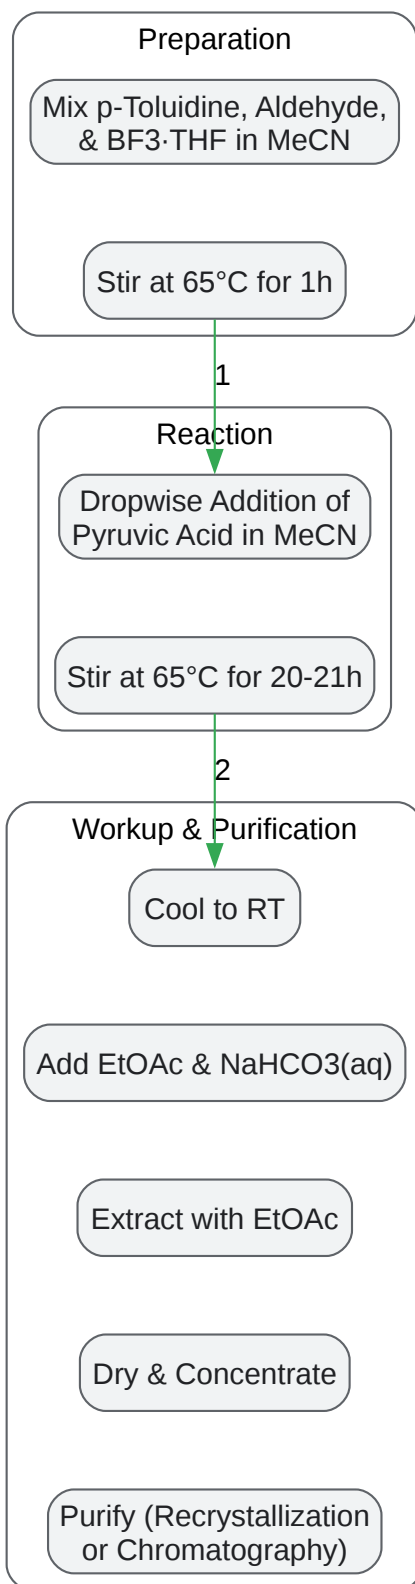 Preparation
Mix p-Toluidine, Aldehyde,
& BF3·THF in MeCN
Stir at 65°C for 1h
1
Reaction
Dropwise Addition of
Pyruvic Acid in MeCN
Stir at 65°C for 20-21h
2
Workup & Purification
Cool to RT
Add EtOAc & NaHCO3(aq)
Extract with EtOAc
Dry & Concentrate
Purify (Recrystallization
or Chromatography)